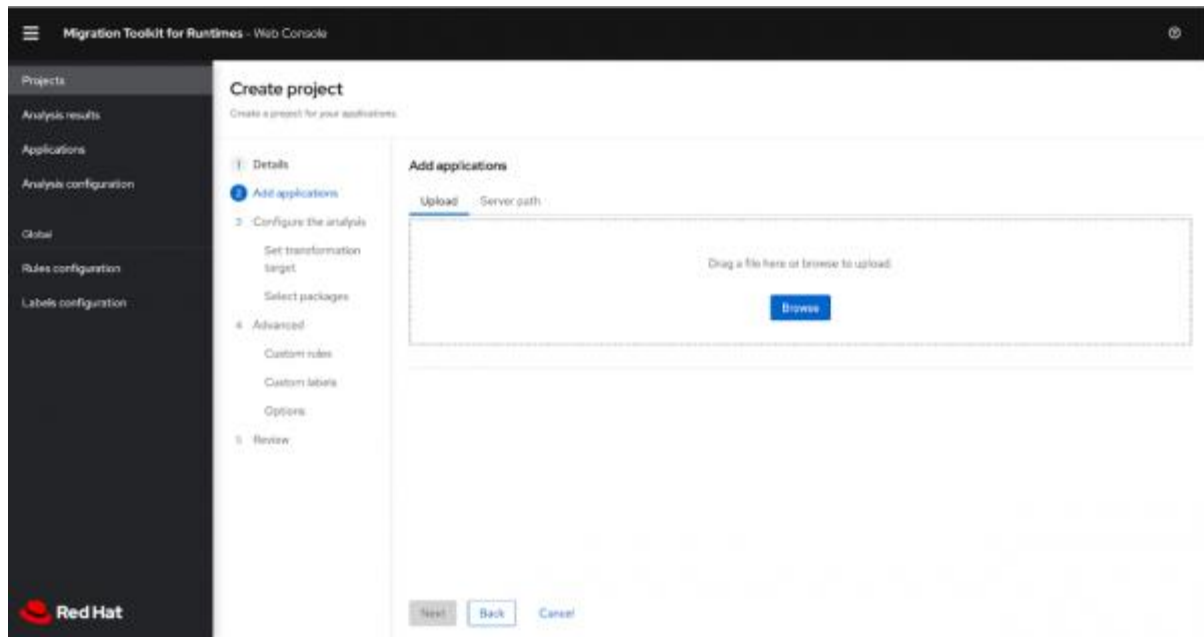 Migration Toolkit for Runtimes - Web Console
Projects
Analysis results
Applications
Analysis configuration
Global
Rules configuration
Labels configuration
Red Hat
Create project
Create a project for your applications.
1 Details
2 Add applications
3 Configure the analysis
Set transformation
target
Select packages
4 Advanced
Custom rules
Custom labels
Options
5 Review
Add applications
Upload Server path
Drag a file here or browse to upload.
Browse
Next Back Cancel